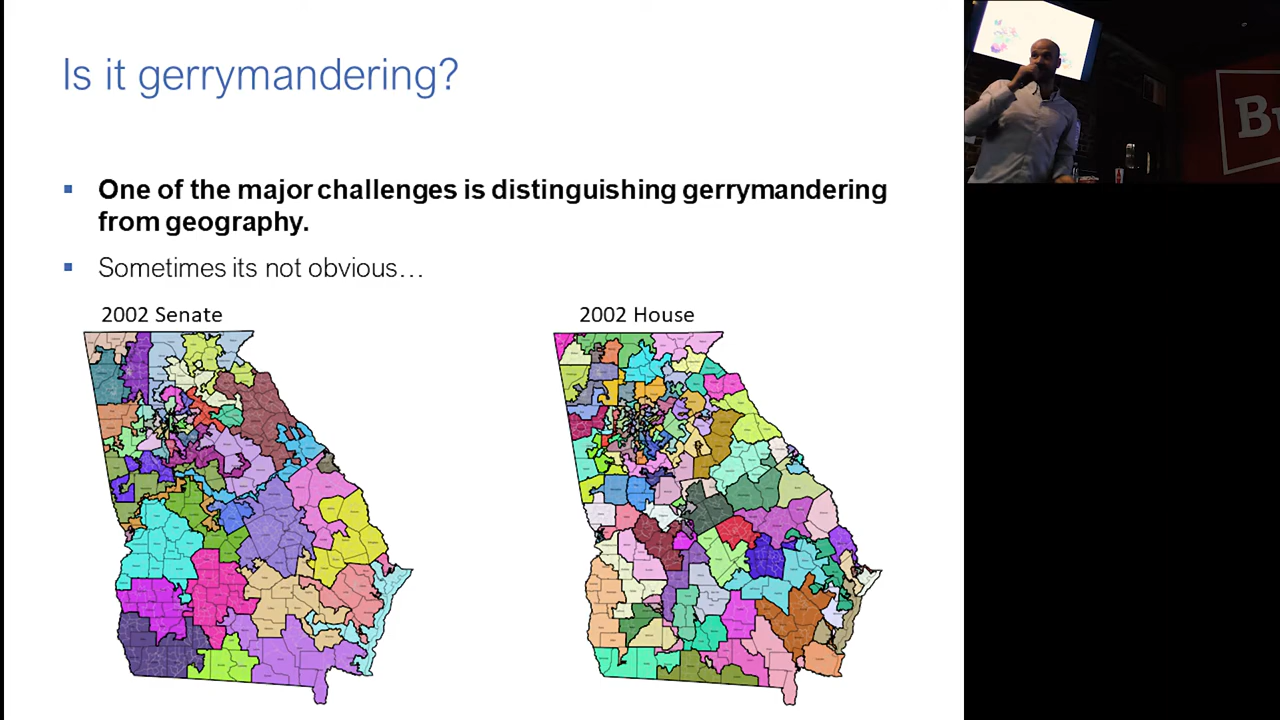 Is it gerrymandering?
One of the major challenges is distinguishing gerrymandering
from geography.
Sometimes its not obvious…
2002 Senate
2002 House